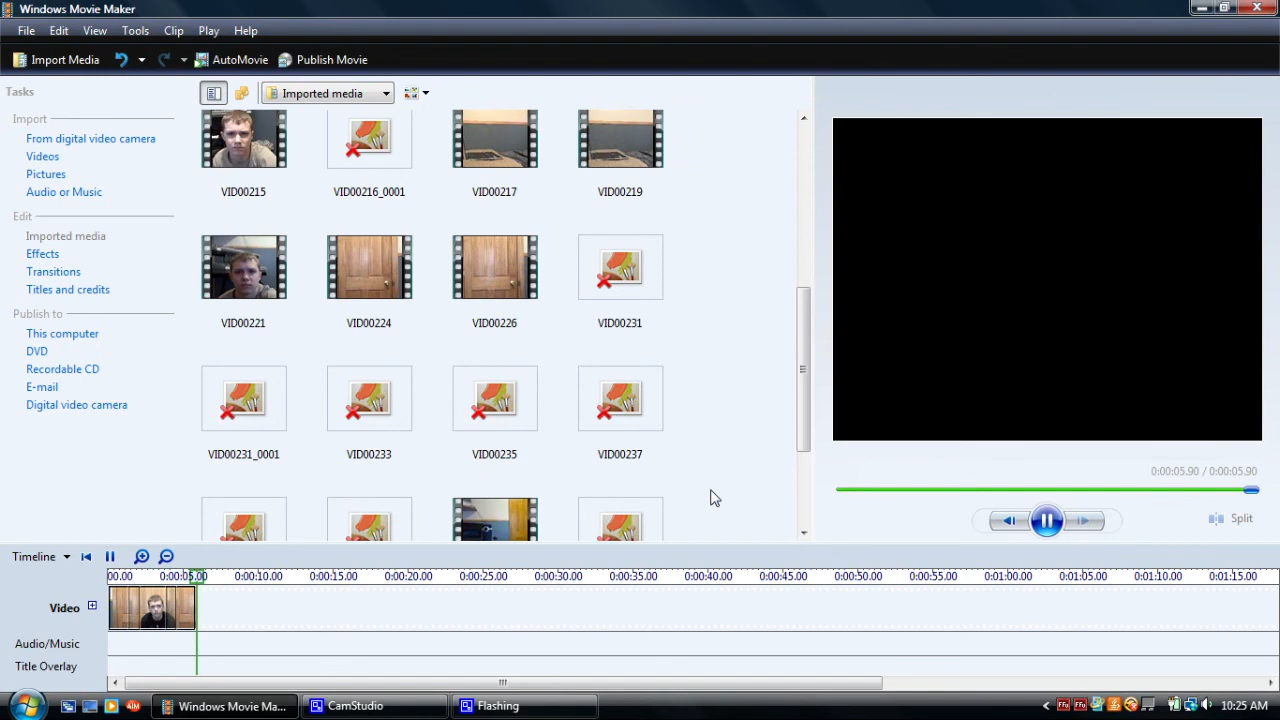 Windows Movie Maker
File Edit View Tools Clip Play Help
Import Media AutoMovie Publish Movie
Tasks
Imported media
Import
From digital video camera
Videos
Pictures
Audio or Music
Edit
Imported media
Effects
Transitions
Titles and credits
Publish to
This computer
DVD
Recordable CD
E-mail
Digital video camera
VID00215 VID00216_0001 VID00217 VID00219
VID00221 VID00224 VID00226 VID00231
VID00231_0001 VID00233 VID00235 VID00237
0:00:05.90 / 0:00:05.90
Split
Timeline
00.00 0:00:05.00 0:00:10.00 0:00:15.00 0:00:20.00 0:00:25.00 0:00:30.00 0:00:35.00 0:00:40.00 0:00:45.00 0:00:50.00 0:00:55.00 0:01:00.00 0:01:05.00 0:01:10.00 0:01:15.00
Video
Audio/Music
Title Overlay
Windows Movie Ma... CamStudio Flashing 10:25 AM